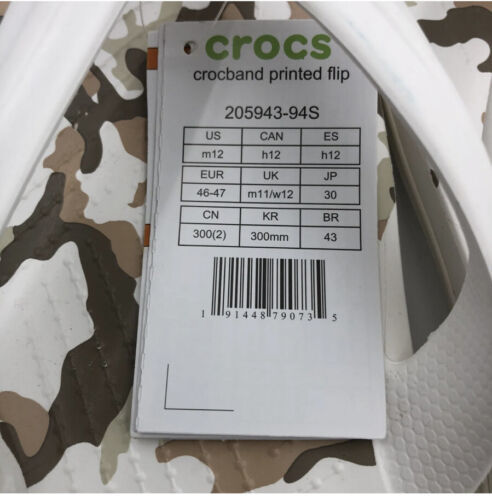 crocs
crocband printed flip
205943-94S
US CAN ES
m12 h12 h12
EUR UK JP
46-47 m11/w12 30
CN KR BR
300(2) 300mm 43
1 91448 79073 5